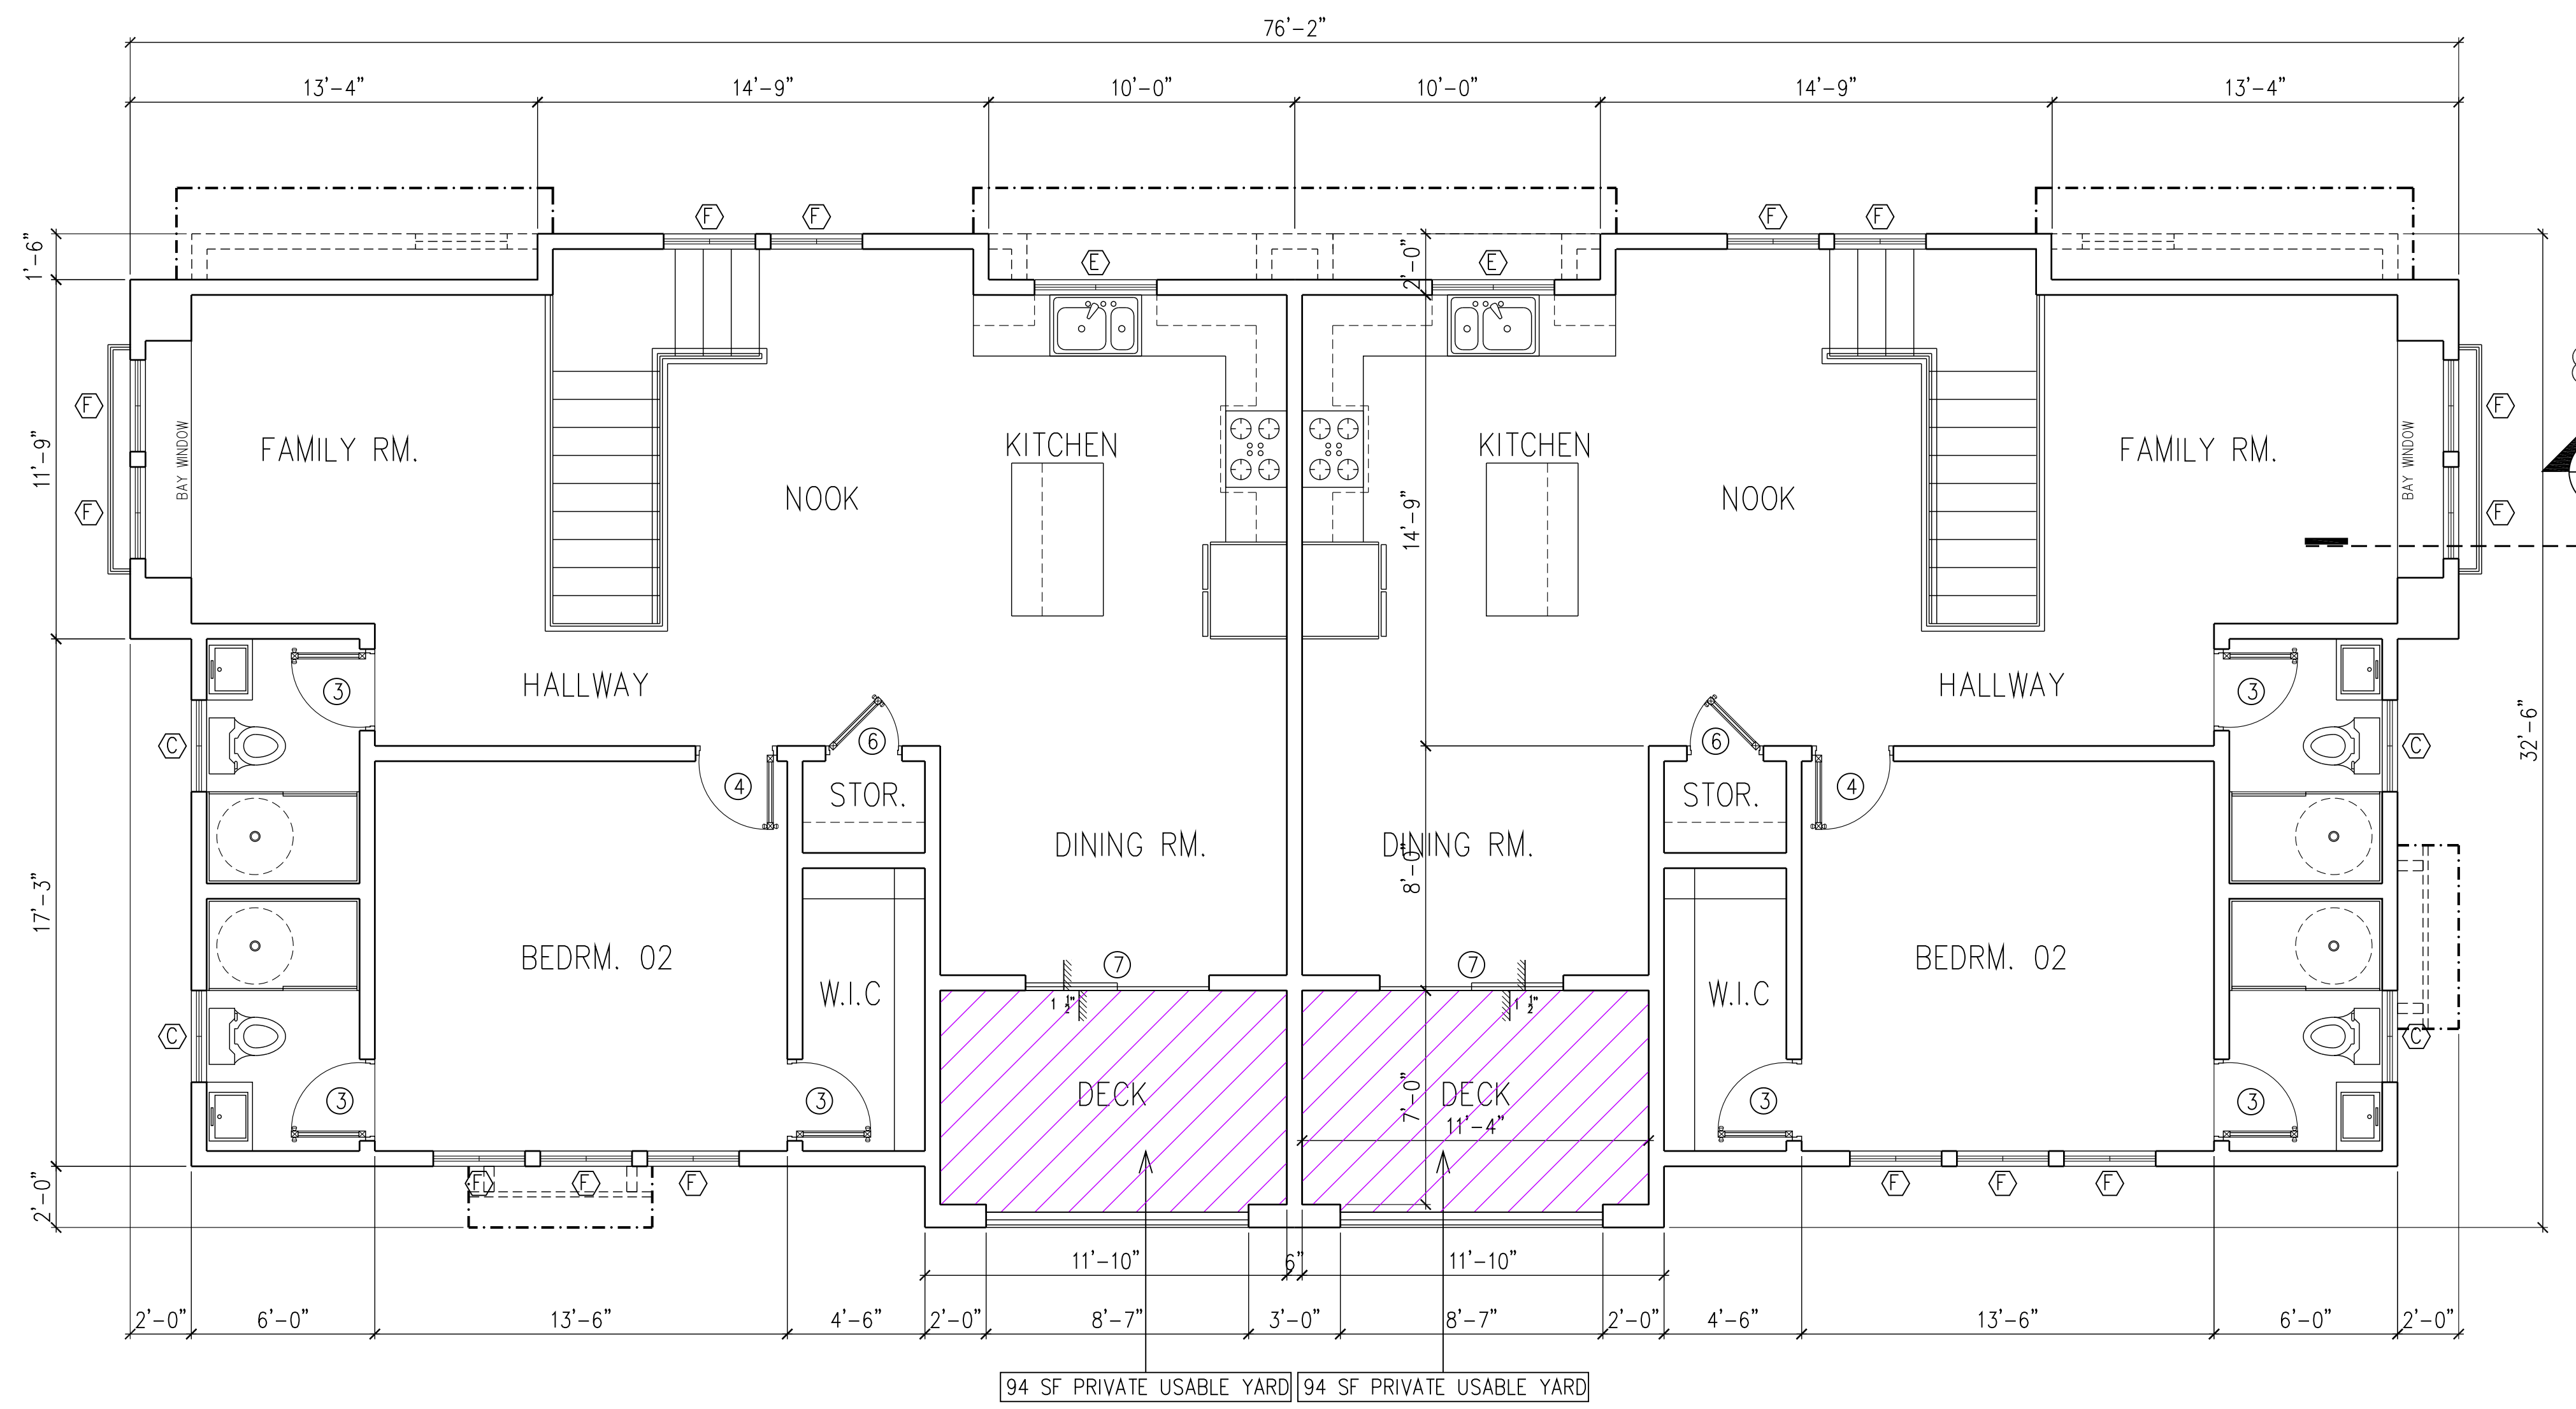 76'-2"
13'-4" 14'-9" 10'-0" 10'-0" 14'-9" 13'-4"
F F F F
1'-6" E E 2'-0"
F F
11'-9" BAY WINDOW FAMILY RM. KITCHEN KITCHEN FAMILY RM. BAY WINDOW
NOOK NOOK
F 14'-9" F
HALLWAY HALLWAY
3 3
C 6 6 C 32'-6"
4 4
STOR. STOR.
DINING RM. DINING RM.
17'-3" 8'-0"
BEDRM. 02 7 7 BEDRM. 02
W.I.C 1 ½" 1 ½" W.I.C
C C
DECK 7'-0" DECK
3 3 3 3
11'-4"
2'-0" F F F F F F
11'-10" 6" 11'-10"
2'-0" 6'-0" 13'-6" 4'-6" 2'-0" 8'-7" 3'-0" 8'-7" 2'-0" 4'-6" 13'-6" 6'-0" 2'-0"
94 SF PRIVATE USABLE YARD 94 SF PRIVATE USABLE YARD